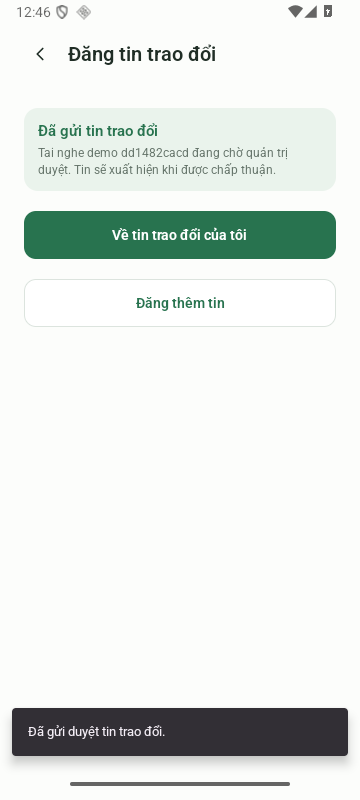 12:46
Đăng tin trao đổi
Đã gửi tin trao đổi
Tai nghe demo dd1482cacd đang chờ quản trị
duyệt. Tin sẽ xuất hiện khi được chấp thuận.
Về tin trao đổi của tôi
Đăng thêm tin
Đã gửi duyệt tin trao đổi.